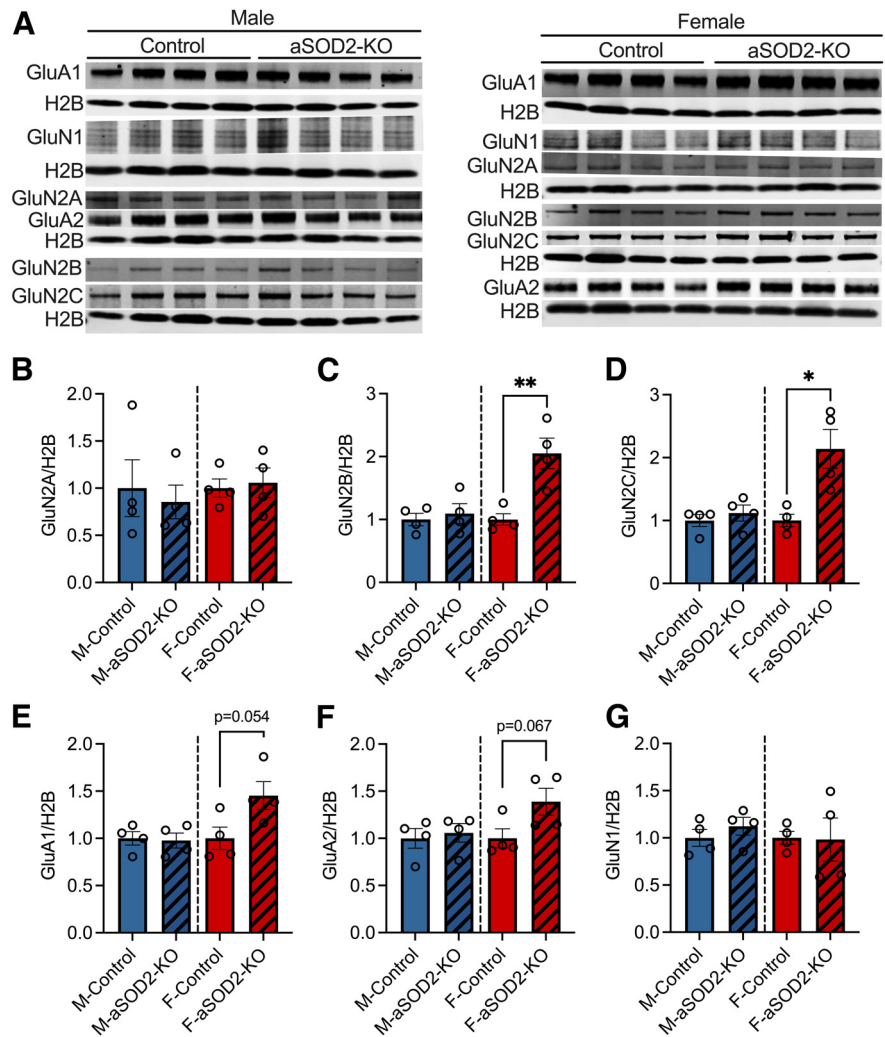 A
Male
Control
aSOD2-KO
GluA1
H2B
GluN1
H2B
GluN2A
GluA2
H2B
GluN2B
GluN2C
H2B
Female
Control
aSOD2-KO
GluA1
H2B
GluN1
GluN2A
H2B
GluN2B
GluN2C
H2B
GluA2
H2B
B
GluN2A/H2B
2.0
1.5
1.0
0.5
0.0
M-Control
M-aSOD2-KO
F-Control
F-aSOD2-KO
C
GluN2B/H2B
3
2
1
0
**
M-Control
M-aSOD2-KO
F-Control
F-aSOD2-KO
D
GluN2C/H2B
3
2
1
0
*
M-Control
M-aSOD2-KO
F-Control
F-aSOD2-KO
E
GluA1/H2B
2.0
1.5
1.0
0.5
0.0
p=0.054
M-Control
M-aSOD2-KO
F-Control
F-aSOD2-KO
F
GluA2/H2B
2.0
1.5
1.0
0.5
0.0
p=0.067
M-Control
M-aSOD2-KO
F-Control
F-aSOD2-KO
G
GluN1/H2B
2.0
1.5
1.0
0.5
0.0
M-Control
M-aSOD2-KO
F-Control
F-aSOD2-KO